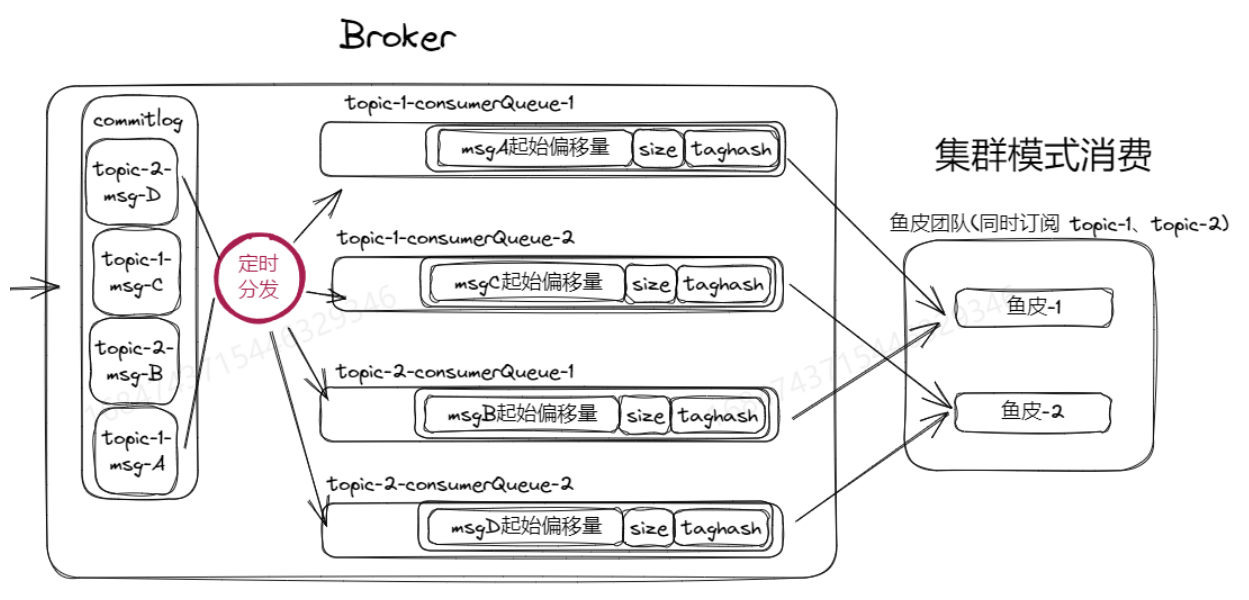 Broker
commitlog
topic-2-
msg-D
topic-1-
msg-C
topic-2-
msg-B
topic-1-
msg-A
定时
分发
topic-1-consumerQueue-1
msgA起始偏移量 size taghash
topic-1-consumerQueue-2
msgC起始偏移量 size taghash
topic-2-consumerQueue-1
msgB起始偏移量 size taghash
topic-2-consumerQueue-2
msgD起始偏移量 size taghash
集群模式消费
鱼皮团队(同时订阅 topic-1、topic-2)
鱼皮-1
鱼皮-2